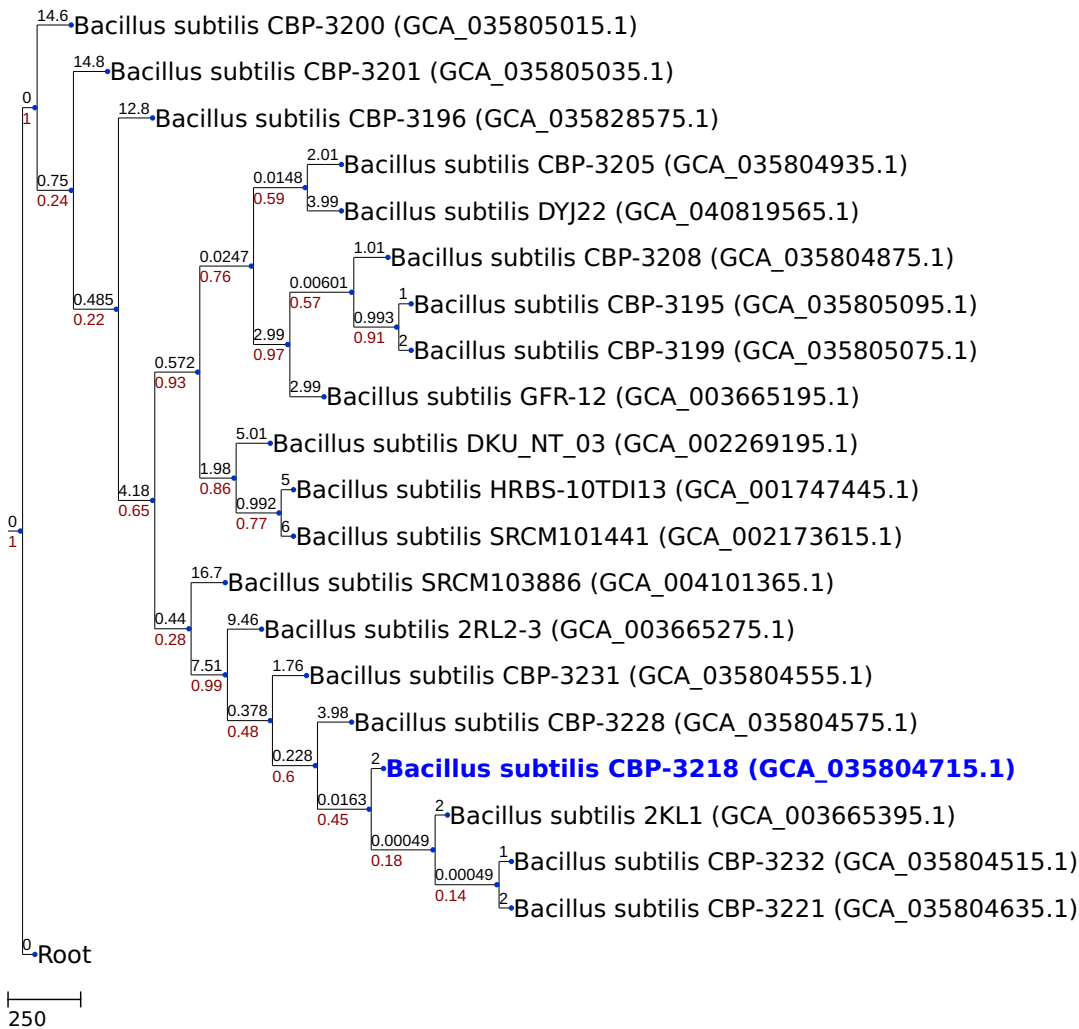 14.6
Bacillus subtilis CBP-3200 (GCA_035805015.1)
14.8
Bacillus subtilis CBP-3201 (GCA_035805035.1)
0
1
12.8
Bacillus subtilis CBP-3196 (GCA_035828575.1)
2.01
Bacillus subtilis CBP-3205 (GCA_035804935.1)
0.75
0.24
0.0148
0.59
3.99
Bacillus subtilis DYJ22 (GCA_040819565.1)
1.01
Bacillus subtilis CBP-3208 (GCA_035804875.1)
0.0247
0.76
0.00601
0.57
1
Bacillus subtilis CBP-3195 (GCA_035805095.1)
0.485
0.22
0.993
0.91
2
Bacillus subtilis CBP-3199 (GCA_035805075.1)
2.99
0.97
0.572
0.93
2.99
Bacillus subtilis GFR-12 (GCA_003665195.1)
5.01
Bacillus subtilis DKU_NT_03 (GCA_002269195.1)
1.98
0.86
5
Bacillus subtilis HRBS-10TDI13 (GCA_001747445.1)
4.18
0.65
0.992
0.77
6
Bacillus subtilis SRCM101441 (GCA_002173615.1)
0
1
16.7
Bacillus subtilis SRCM103886 (GCA_004101365.1)
0.44
0.28
9.46
Bacillus subtilis 2RL2-3 (GCA_003665275.1)
7.51
0.99
1.76
Bacillus subtilis CBP-3231 (GCA_035804555.1)
0.378
0.48
3.98
Bacillus subtilis CBP-3228 (GCA_035804575.1)
0.228
0.6
2
Bacillus subtilis CBP-3218 (GCA_035804715.1)
0.0163
0.45
2
Bacillus subtilis 2KL1 (GCA_003665395.1)
0.00049
0.18
1
Bacillus subtilis CBP-3232 (GCA_035804515.1)
0.00049
0.14
2
Bacillus subtilis CBP-3221 (GCA_035804635.1)
0
Root
250